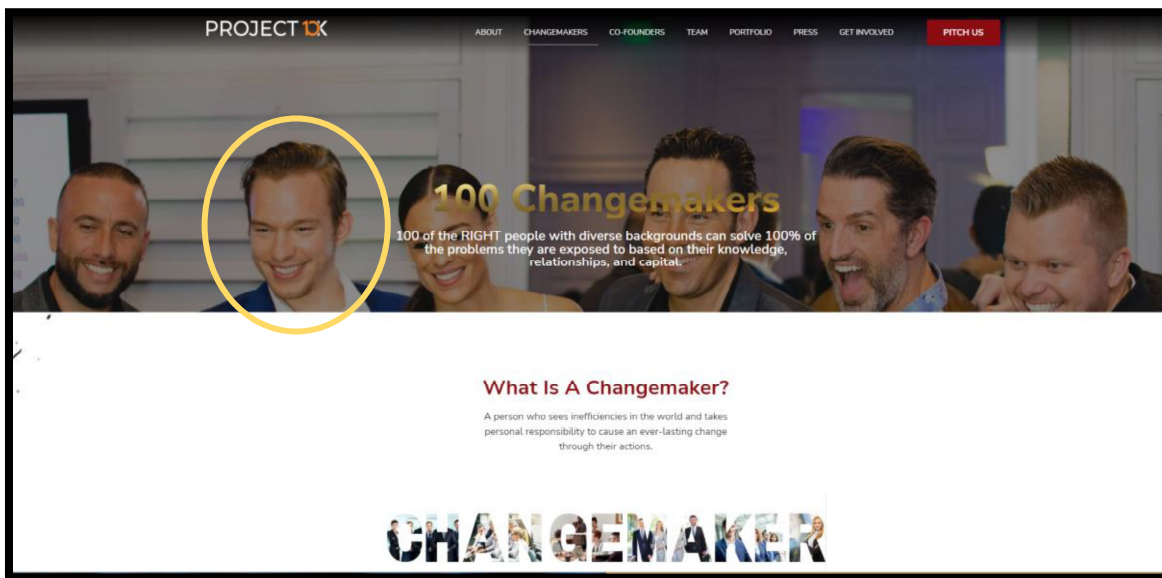 PROJECT 10K
ABOUT CHANGEMAKERS CO-FOUNDERS TEAM PORTFOLIO PRESS GET INVOLVED PITCH US
100 Changemakers
100 of the RIGHT people with diverse backgrounds can solve 100% of
the problems they are exposed to based on their knowledge,
relationships, and capital.
What Is A Changemaker?
A person who sees inefficiencies in the world and takes
personal responsibility to cause an ever-lasting change
through their actions.
CHANGEMAKER